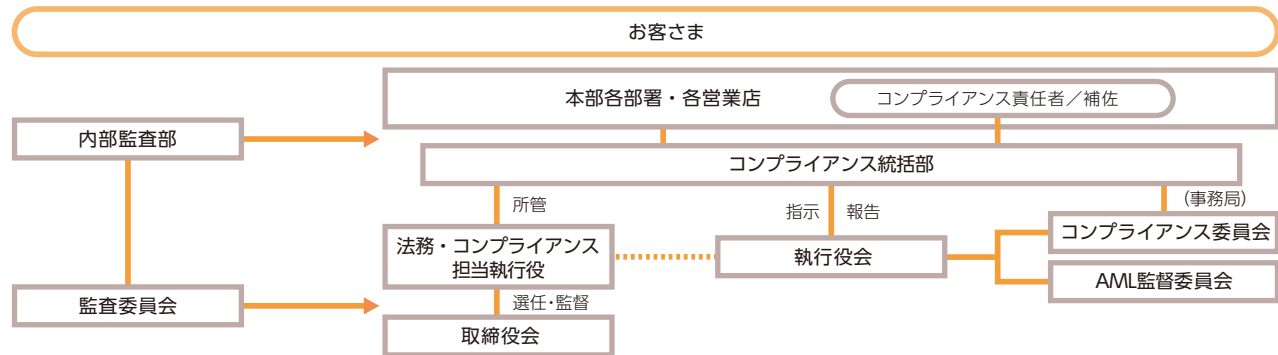 お客さま
本部各部署・各営業店
コンプライアンス責任者／補佐
内部監査部
コンプライアンス統括部
所管
指示
報告
(事務局)
法務・コンプライアンス
担当執行役
執行役会
コンプライアンス委員会
AML監督委員会
監査委員会
選任・監督
取締役会